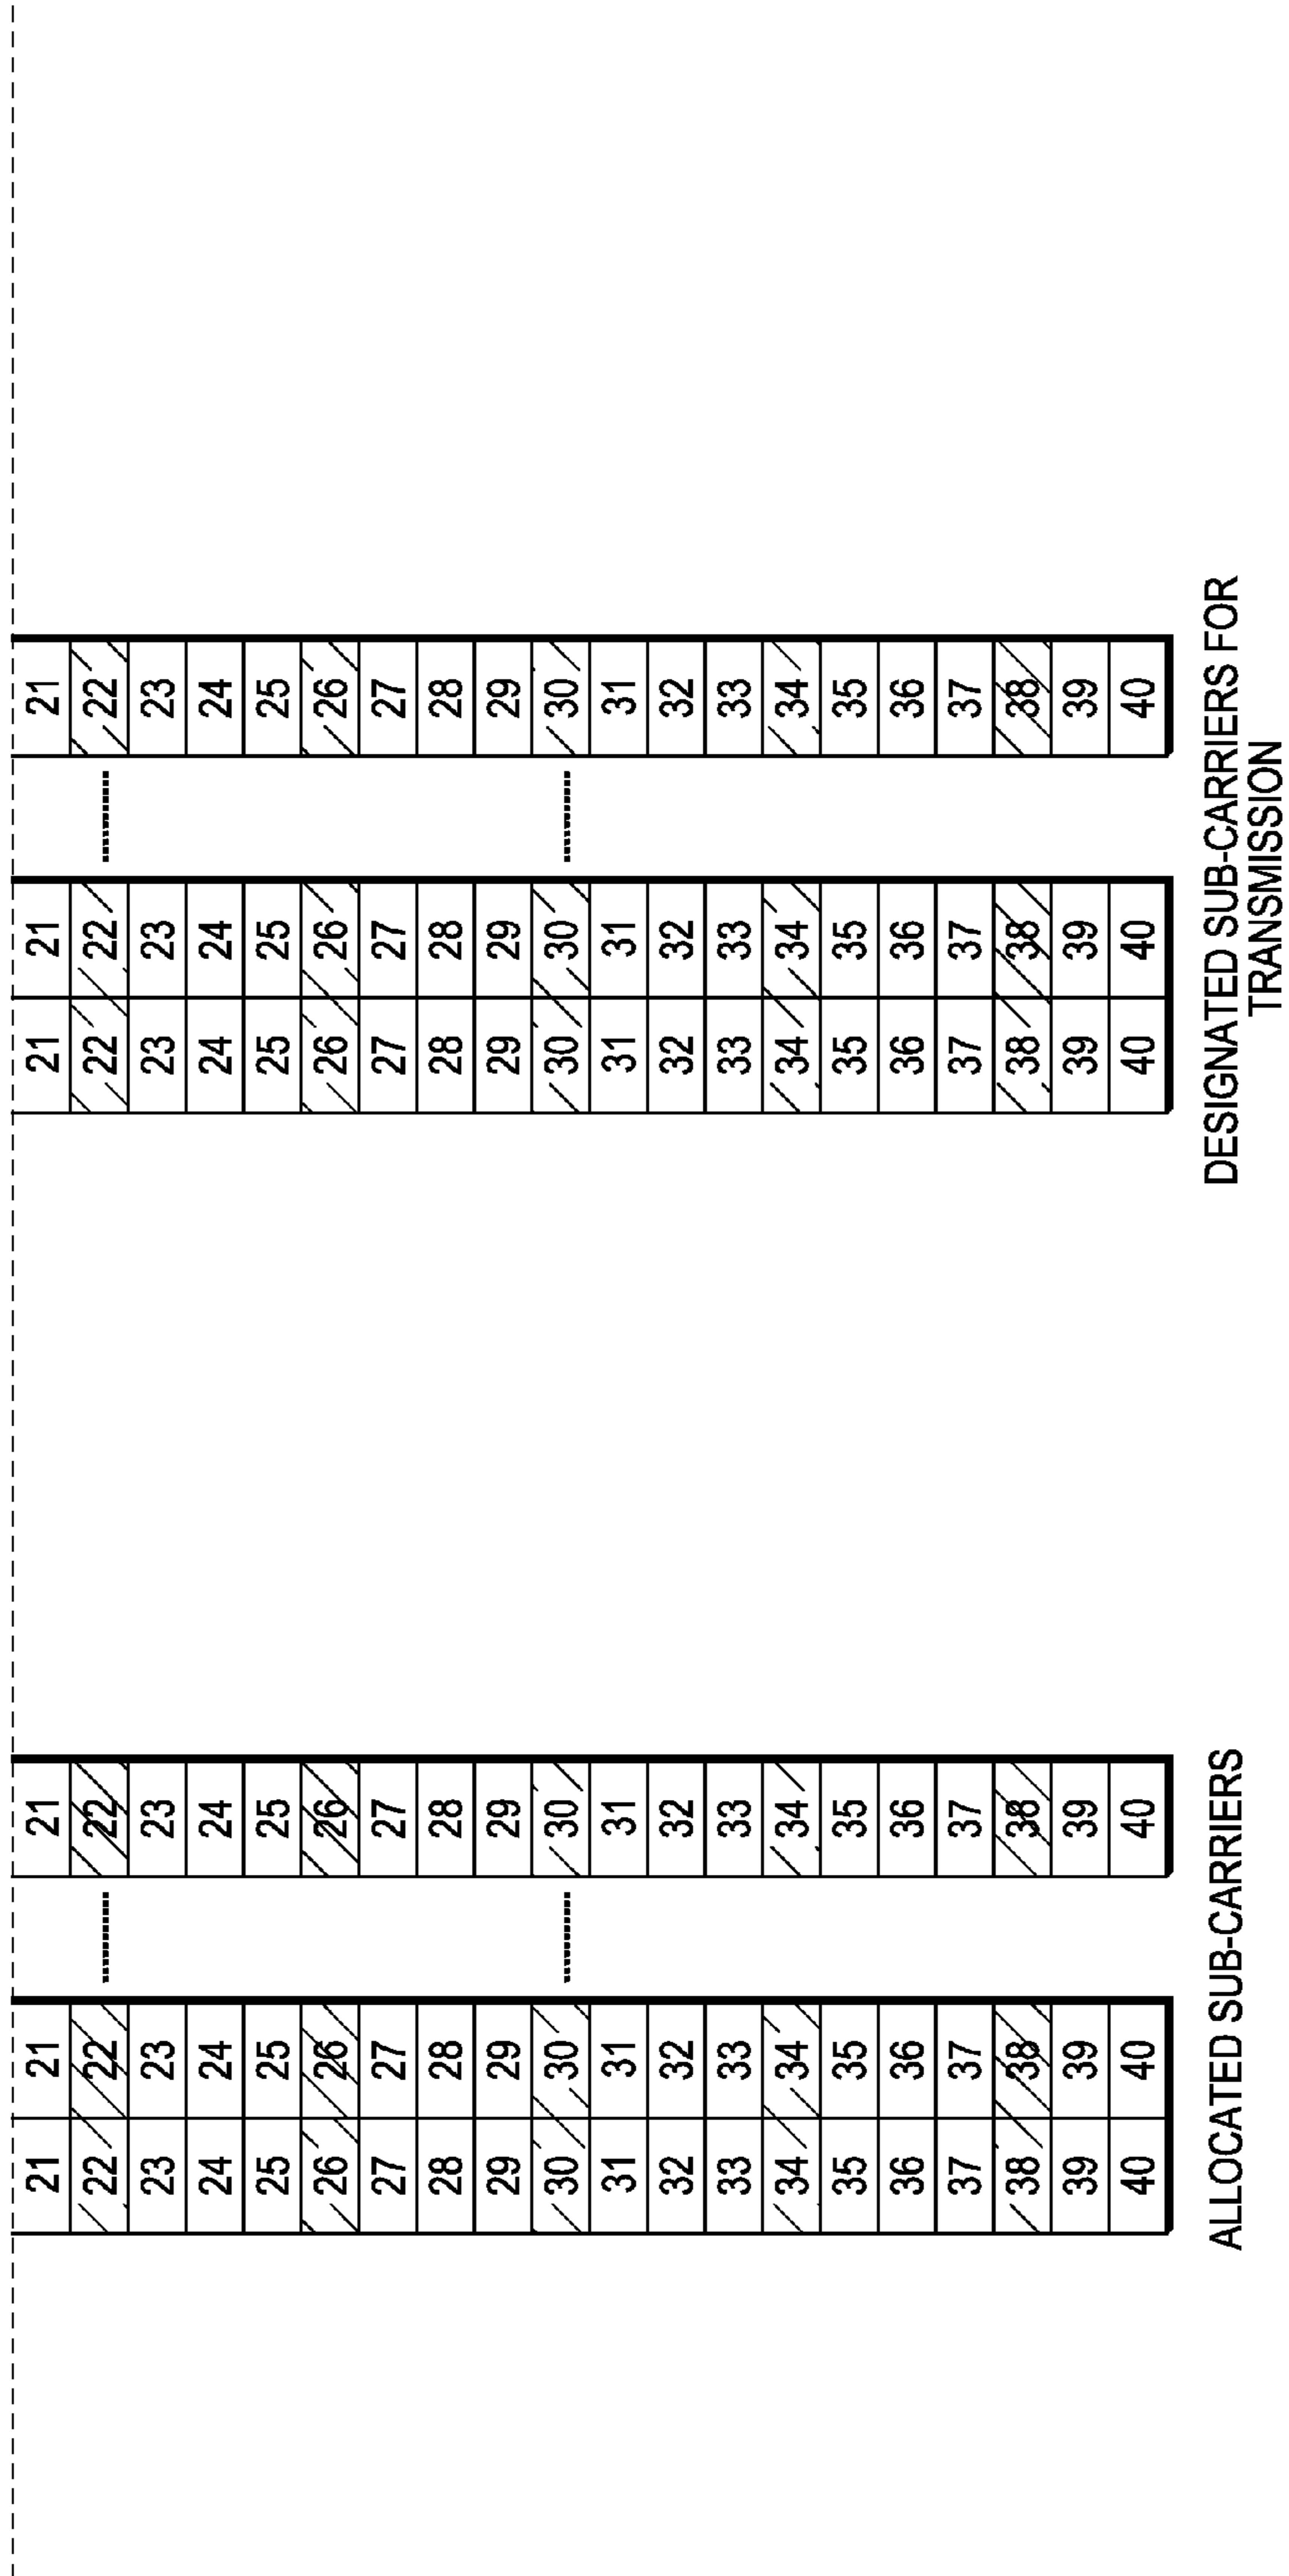 21 21 21 21 21 21
22 22 22 22 22 22
23 23 23 23 23 23
24 24 24 24 24 24
25 25 25 25 25 25
26 26 26 26 26 26
27 27 27 27 27 27
28 28 28 28 28 28
29 29 29 29 29 29
30 30 30 30 30 30
31 31 31 31 31 31
32 32 32 32 32 32
33 33 33 33 33 33
34 34 34 34 34 34
35 35 35 35 35 35
36 36 36 36 36 36
37 37 37 37 37 37
38 38 38 38 38 38
39 39 39 39 39 39
40 40 40 40 40 40
ALLOCATED SUB-CARRIERS
DESIGNATED SUB-CARRIERS FOR
TRANSMISSION